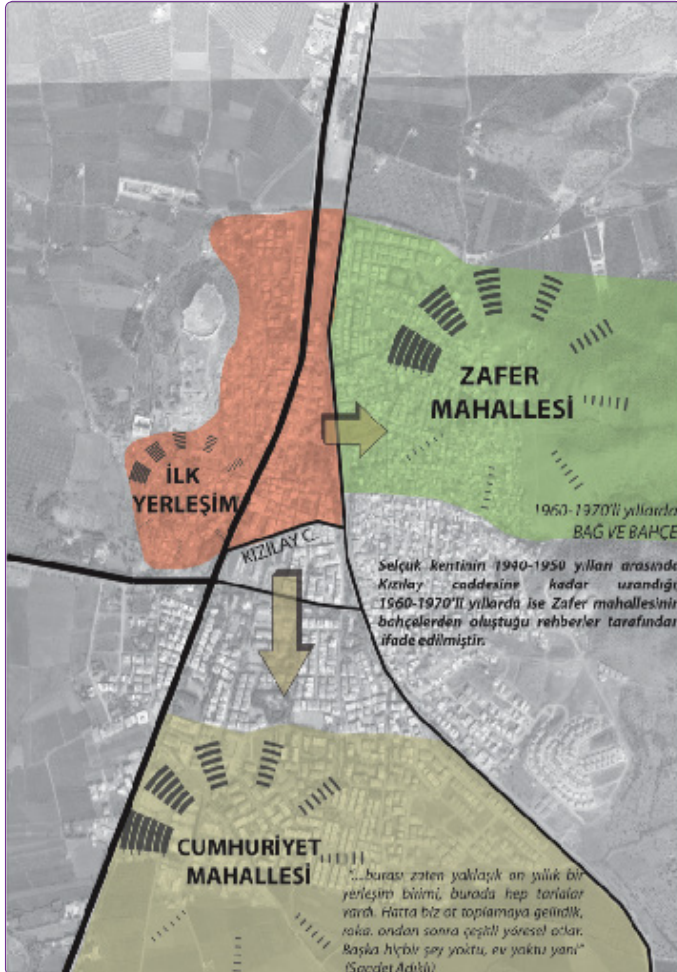 ZAFER
MAHALLESİ
İLK
YERLEŞİM
KIZILAY C.
1960-1970'li yıllarda
BAĞ VE BAHÇE
Selçuk kentinin 1940-1950 yılları arasında
Kızılay caddesine kadar uzandığı
1960-1970'li yıllarda ise Zafer mahallesinin
bahçelerden oluştuğu rehberler tarafından
ifade edilmiştir.
CUMHURİYET
MAHALLESİ
"....burası zaten yaklaşık on yıllık bir
yerleşim birimi, burada hep tarlalar
vardı. Hatta biz ot toplamaya gelirdik,
ondan sonra çeşitli yöresel otlar.
Başka hiçbir şey yoktu, ev yoktu yani"